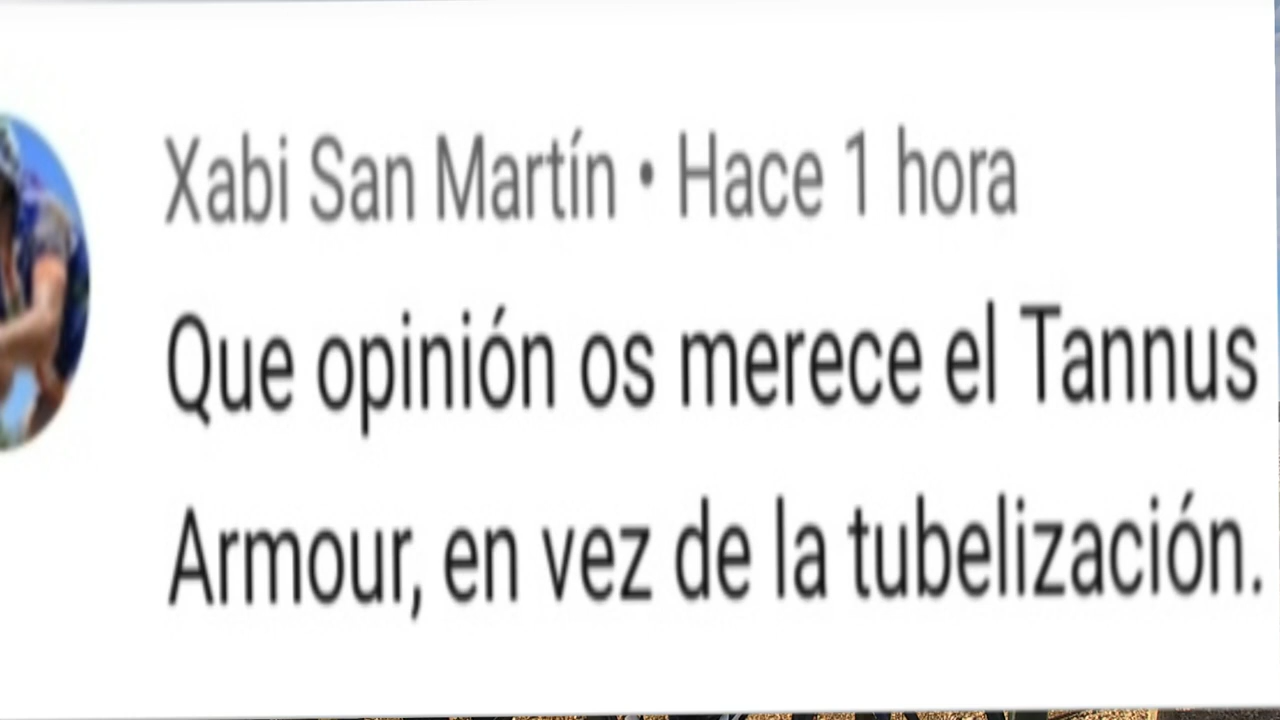 Xabi San Martín • Hace 1 hora
Que opinión os merece el Tannus
Armour, en vez de la tubelización.